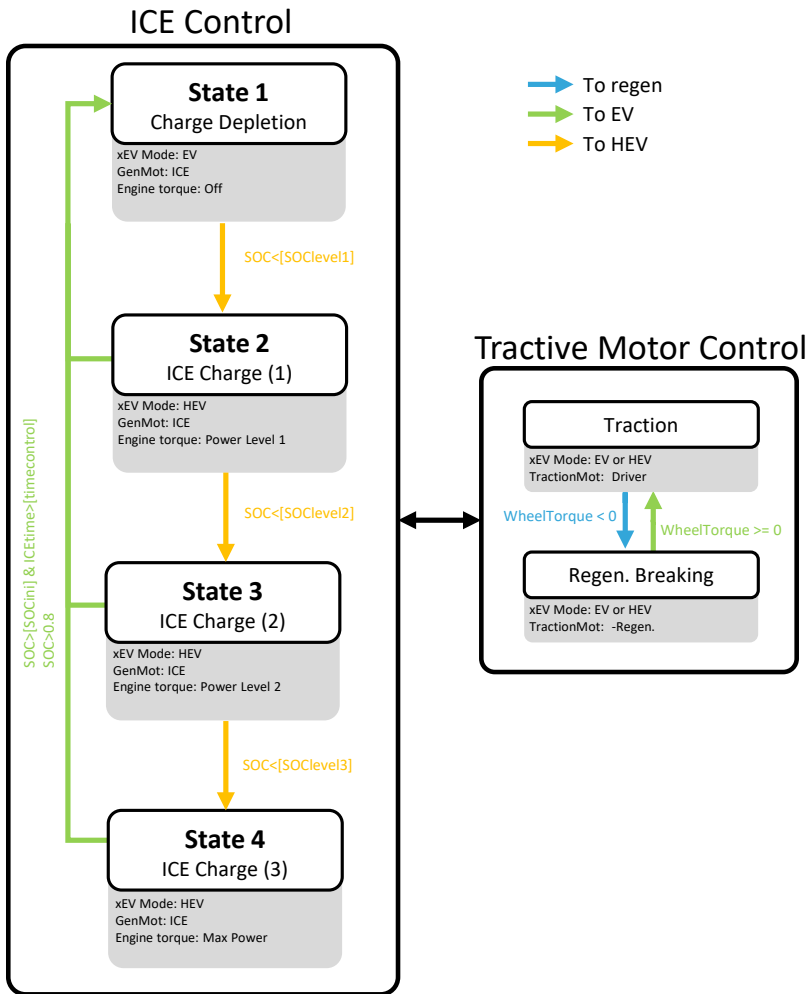 ICE Control
State 1
Charge Depletion
xEV Mode: EV
GenMot: ICE
Engine torque: Off
SOC<[SOClevel1]
State 2
ICE Charge (1)
xEV Mode: HEV
GenMot: ICE
Engine torque: Power Level 1
SOC<[SOClevel2]
State 3
ICE Charge (2)
xEV Mode: HEV
GenMot: ICE
Engine torque: Power Level 2
SOC<[SOClevel3]
State 4
ICE Charge (3)
xEV Mode: HEV
GenMot: ICE
Engine torque: Max Power
SOC>[SOCini] & ICEtime>[timecontrol]
SOC>0.8
To regen
To EV
To HEV
Tractive Motor Control
Traction
xEV Mode: EV or HEV
TractionMot: Driver
WheelTorque < 0
WheelTorque >= 0
Regen. Breaking
xEV Mode: EV or HEV
TractionMot: -Regen.